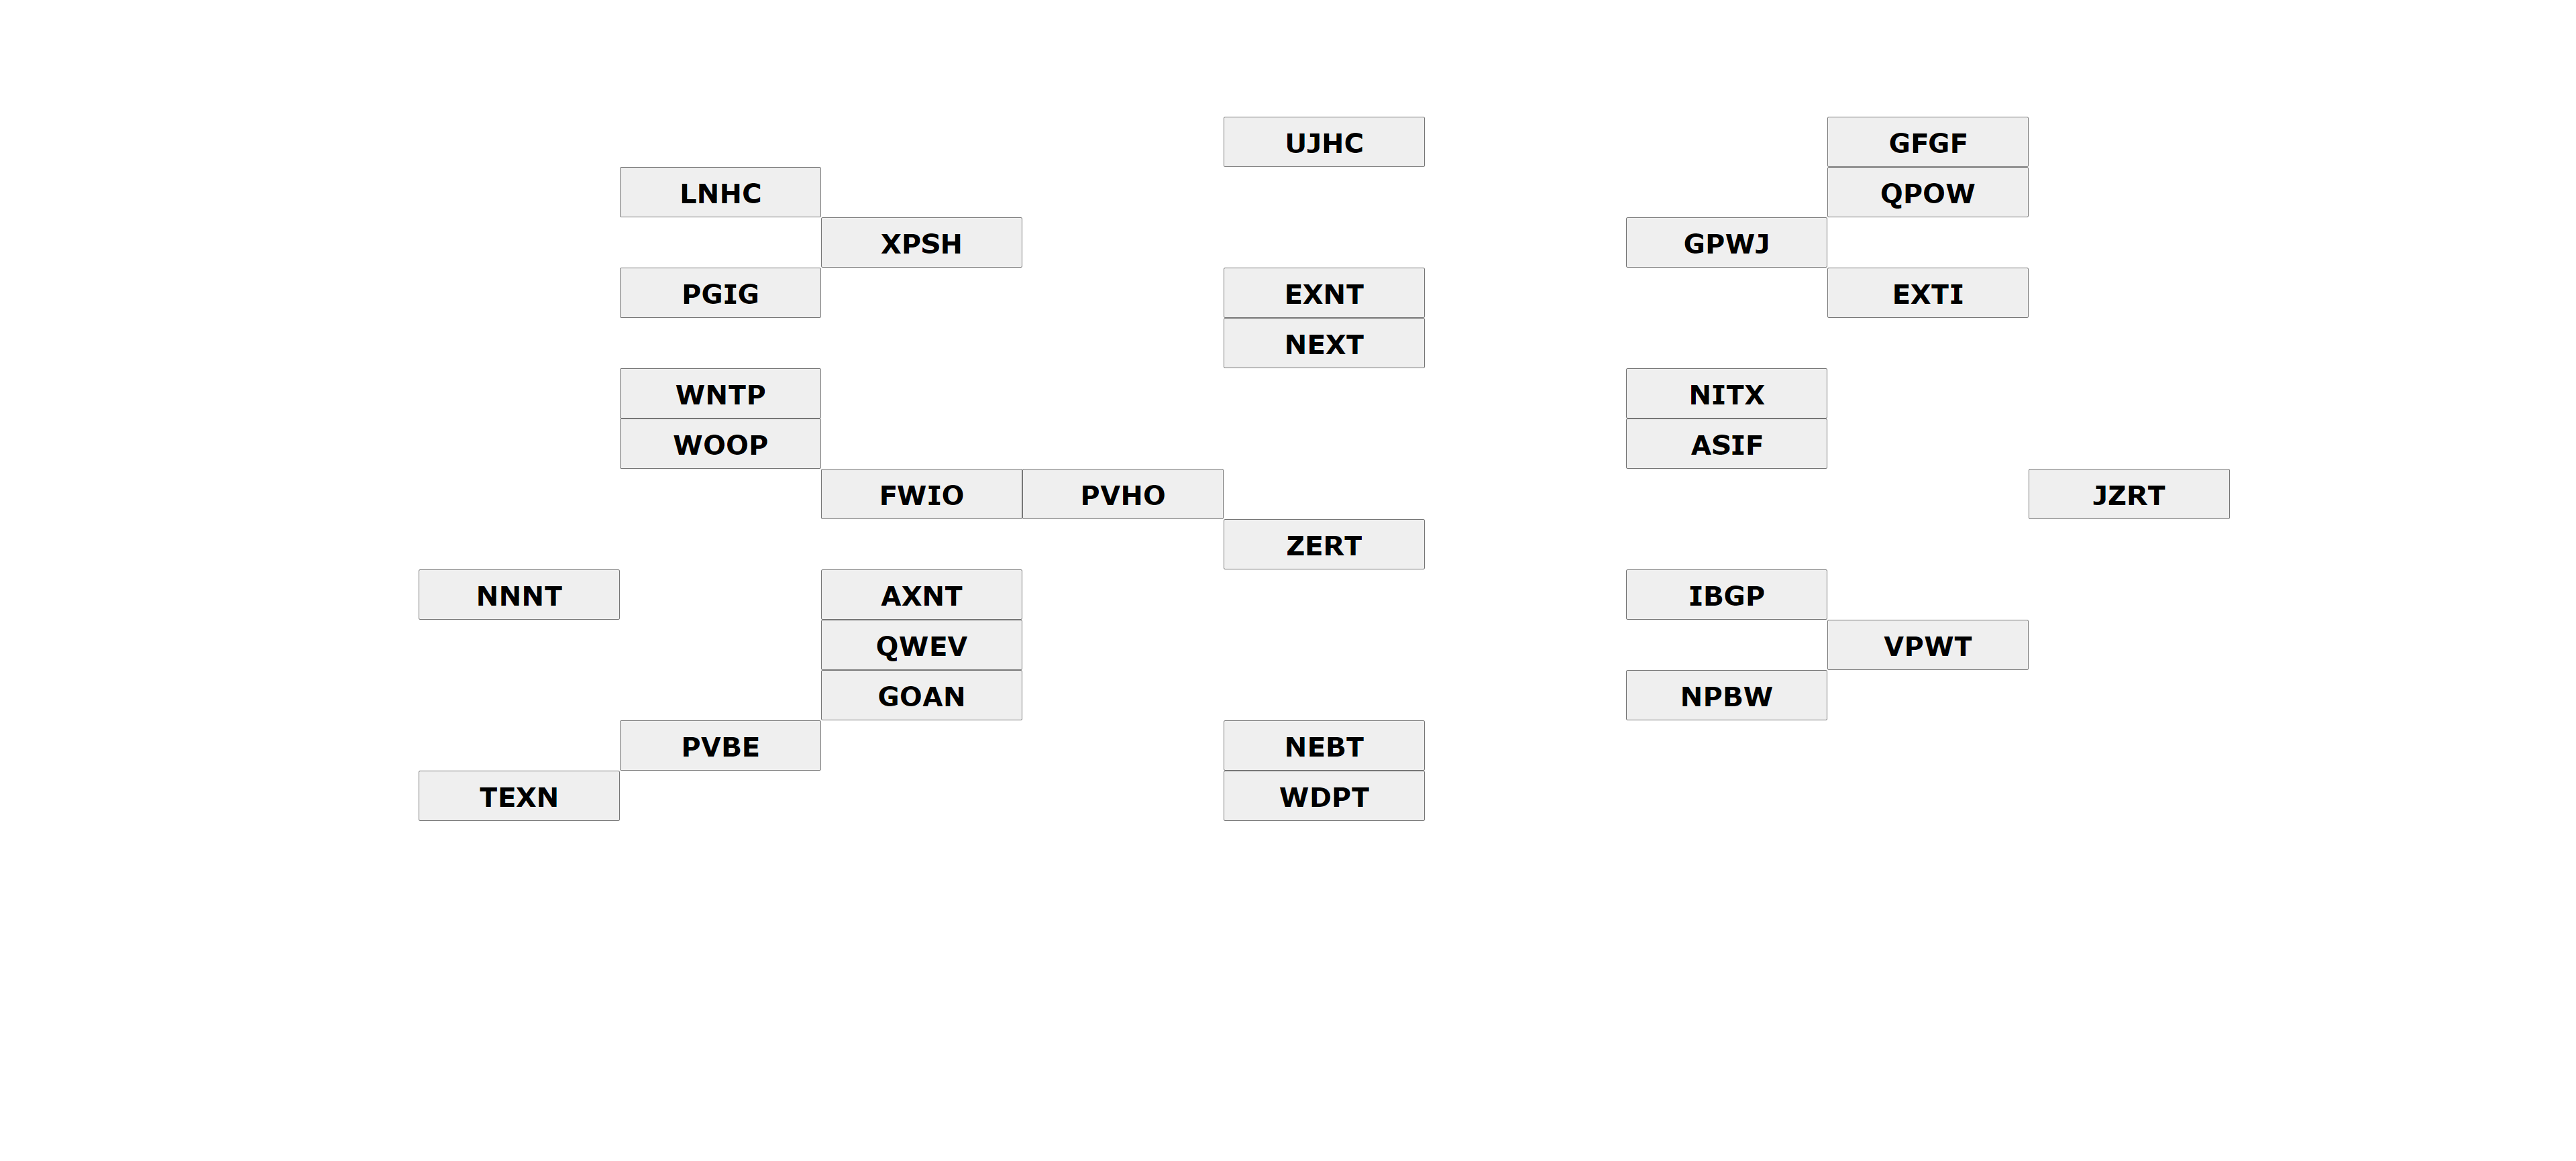 UJHC GFGF
LNHC QPOW
XPSH GPWJ
PGIG EXNT EXTI
NEXT
WNTP NITX
WOOP ASIF
FWIO PVHO JZRT
ZERT
NNNT AXNT IBGP
QWEV VPWT
GOAN NPBW
PVBE NEBT
TEXN WDPT